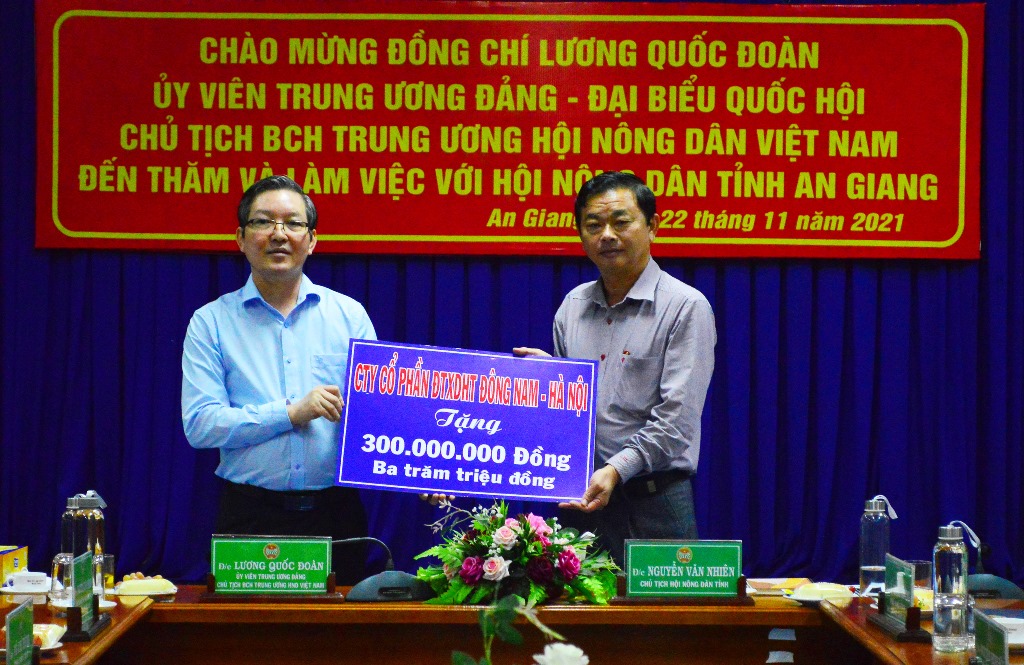 CHÀO MỪNG ĐỒNG CHÍ LƯƠNG QUỐC ĐOÀN
ỦY VIÊN TRUNG ƯƠNG ĐẢNG - ĐẠI BIỂU QUỐC HỘI
CHỦ TỊCH BCH TRUNG ƯƠNG HỘI NÔNG DÂN VIỆT NAM
ĐẾN THĂM VÀ LÀM VIỆC VỚI HỘI NÔNG DÂN TỈNH AN GIANG
An Giang 22 tháng 11 năm 2021
CTY CỔ PHẦN ĐTXDHT ĐÔNG NAM - HÀ NỘI
Tặng
300.000.000 Đồng
Ba trăm triệu đồng
Đ/c LƯƠNG QUỐC ĐOÀN
ỦY VIÊN TRUNG ƯƠNG ĐẢNG
CHỦ TỊCH BCH TRUNG ƯƠNG HND VIỆT NAM
Đ/c NGUYỄN VĂN NHIÊN
CHỦ TỊCH HỘI NÔNG DÂN TỈNH